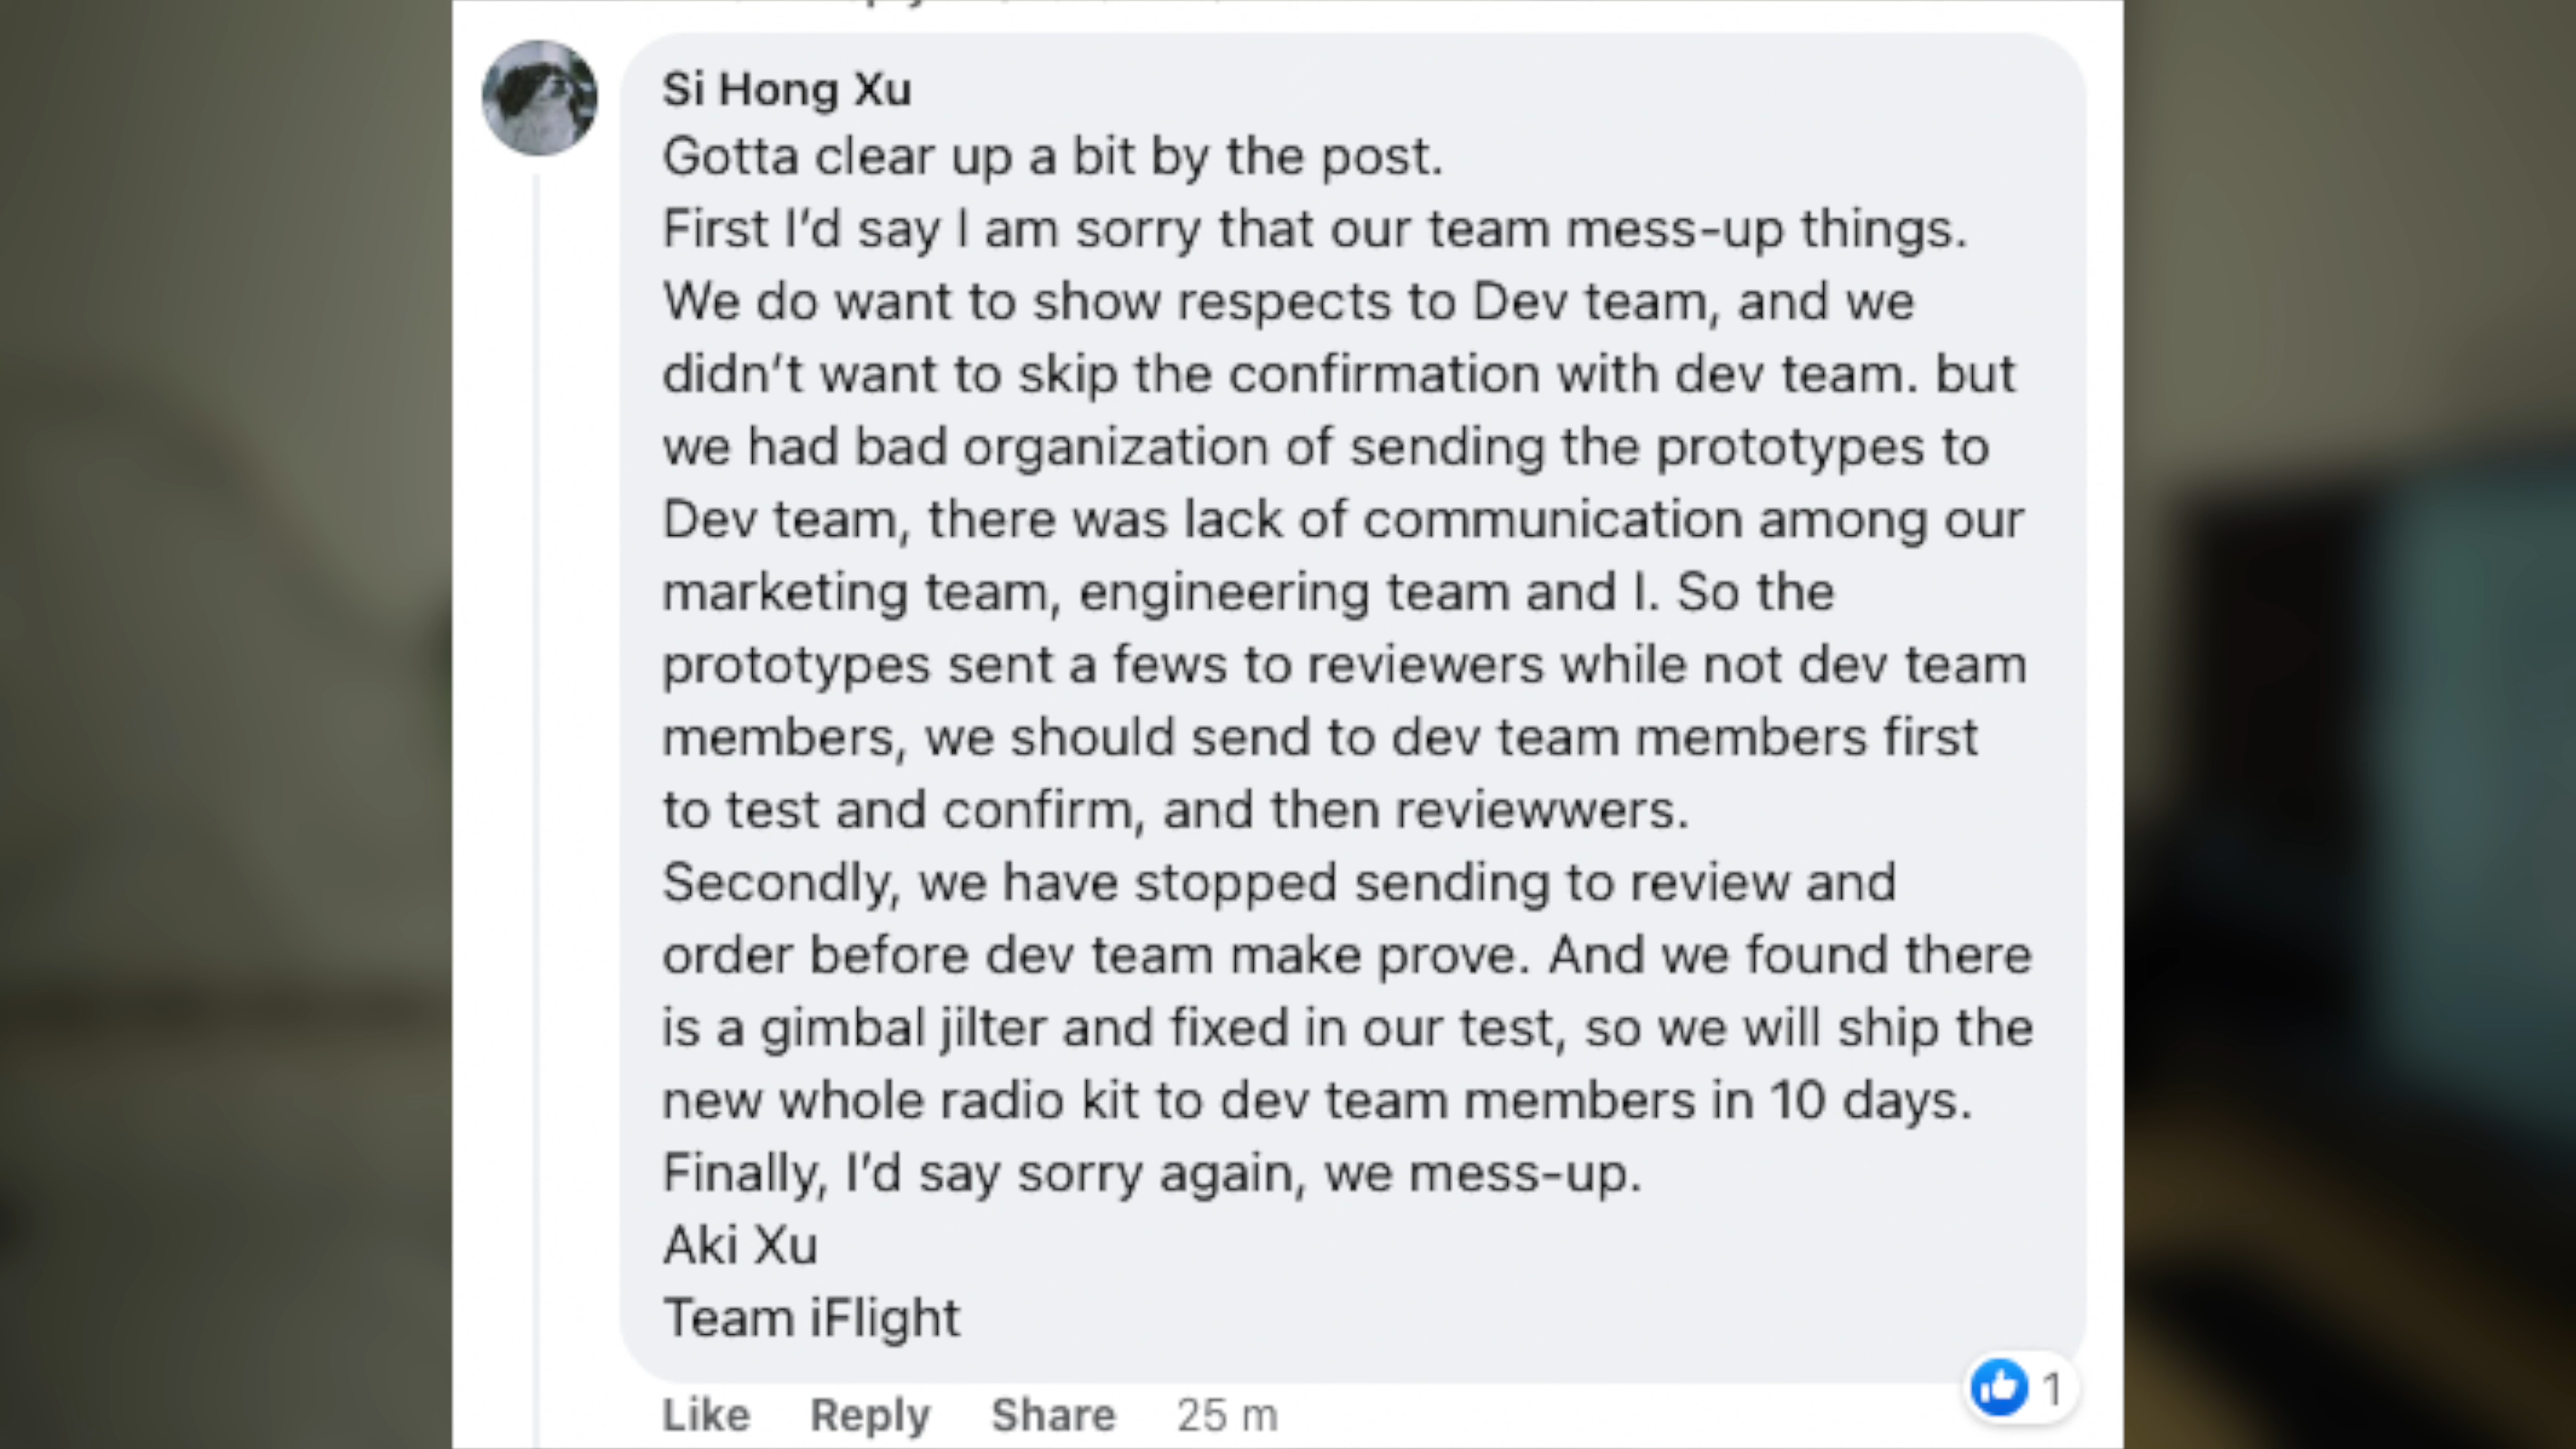 Si Hong Xu
Gotta clear up a bit by the post.
First I'd say I am sorry that our team mess-up things.
We do want to show respects to Dev team, and we
didn't want to skip the confirmation with dev team. but
we had bad organization of sending the prototypes to
Dev team, there was lack of communication among our
marketing team, engineering team and I. So the
prototypes sent a fews to reviewers while not dev team
members, we should send to dev team members first
to test and confirm, and then reviewwers.
Secondly, we have stopped sending to review and
order before dev team make prove. And we found there
is a gimbal jilter and fixed in our test, so we will ship the
new whole radio kit to dev team members in 10 days.
Finally, I'd say sorry again, we mess-up.
Aki Xu
Team iFlight
1
Like Reply Share 25 m